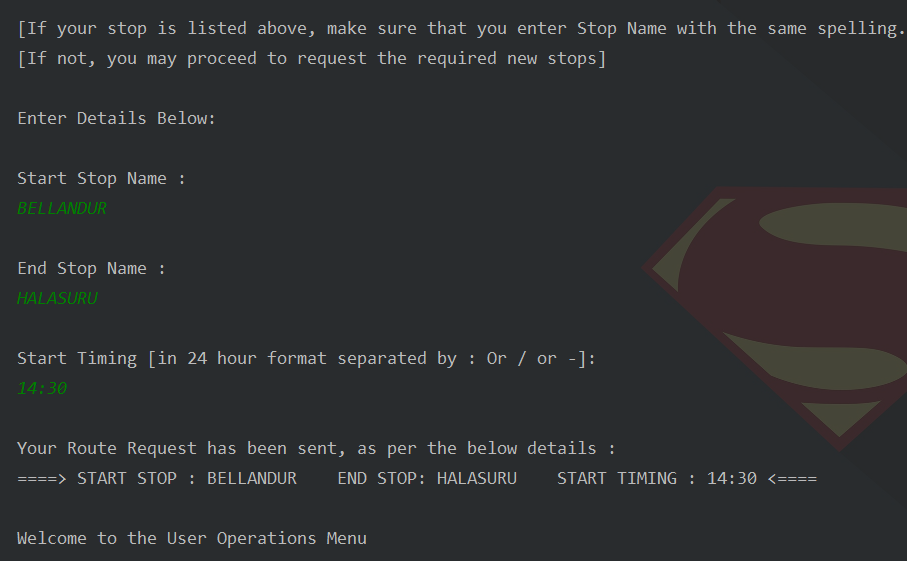 [If your stop is listed above, make sure that you enter Stop Name with the same spelling.
[If not, you may proceed to request the required new stops]
Enter Details Below:
Start Stop Name :
BELLANDUR
End Stop Name :
HALASURU
Start Timing [in 24 hour format separated by : Or / or -]:
14:30
Your Route Request has been sent, as per the below details :
====> START STOP : BELLANDUR    END STOP: HALASURU    START TIMING : 14:30 <====
Welcome to the User Operations Menu